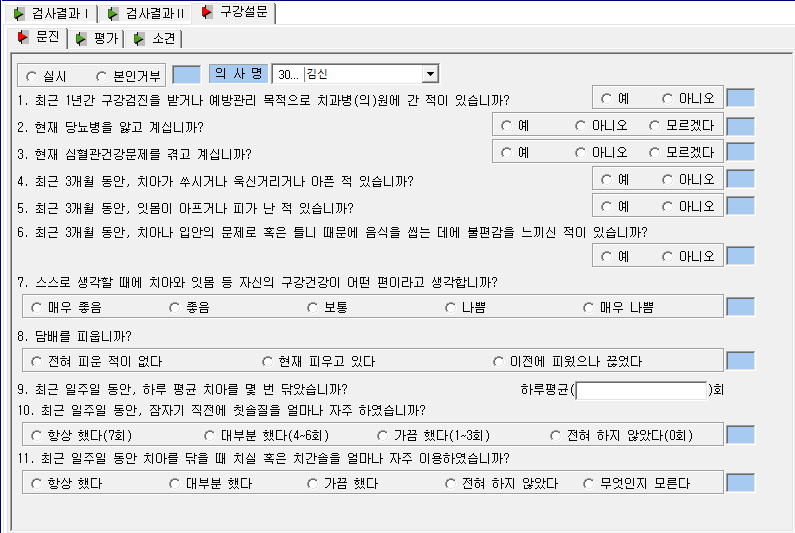 검사결과 I 검사결과 II 구강설문
문진 평가 소견
실시 본인거부 의 사 명 30... 김신
1. 최근 1년간 구강검진을 받거나 예방관리 목적으로 치과병(의)원에 간 적이 있습니까? 예 아니오
2. 현재 당뇨병을 앓고 계십니까? 예 아니오 모르겠다
3. 현재 심혈관건강문제를 겪고 계십니까? 예 아니오 모르겠다
4. 최근 3개월 동안, 치아가 쑤시거나 욱신거리거나 아픈 적 있습니까? 예 아니오
5. 최근 3개월 동안, 잇몸이 아프거나 피가 난 적 있습니까? 예 아니오
6. 최근 3개월 동안, 치아나 입안의 문제로 혹은 틀니 때문에 음식을 씹는 데에 불편감을 느끼신 적이 있습니까?
예 아니오
7. 스스로 생각할 때에 치아와 잇몸 등 자신의 구강건강이 어떤 편이라고 생각합니까?
매우 좋음 좋음 보통 나쁨 매우 나쁨
8. 담배를 피웁니까?
전혀 피운 적이 없다 현재 피우고 있다 이전에 피웠으나 끊었다
9. 최근 일주일 동안, 하루 평균 치아를 몇 번 닦았습니까? 하루평균( )회
10. 최근 일주일 동안, 잠자기 직전에 칫솔질을 얼마나 자주 하였습니까?
항상 했다(7회) 대부분 했다(4~6회) 가끔 했다(1~3회) 전혀 하지 않았다(0회)
11. 최근 일주일 동안 치아를 닦을 때 치실 혹은 치간솔을 얼마나 자주 이용하였습니까?
항상 했다 대부분 했다 가끔 했다 전혀 하지 않았다 무엇인지 모른다